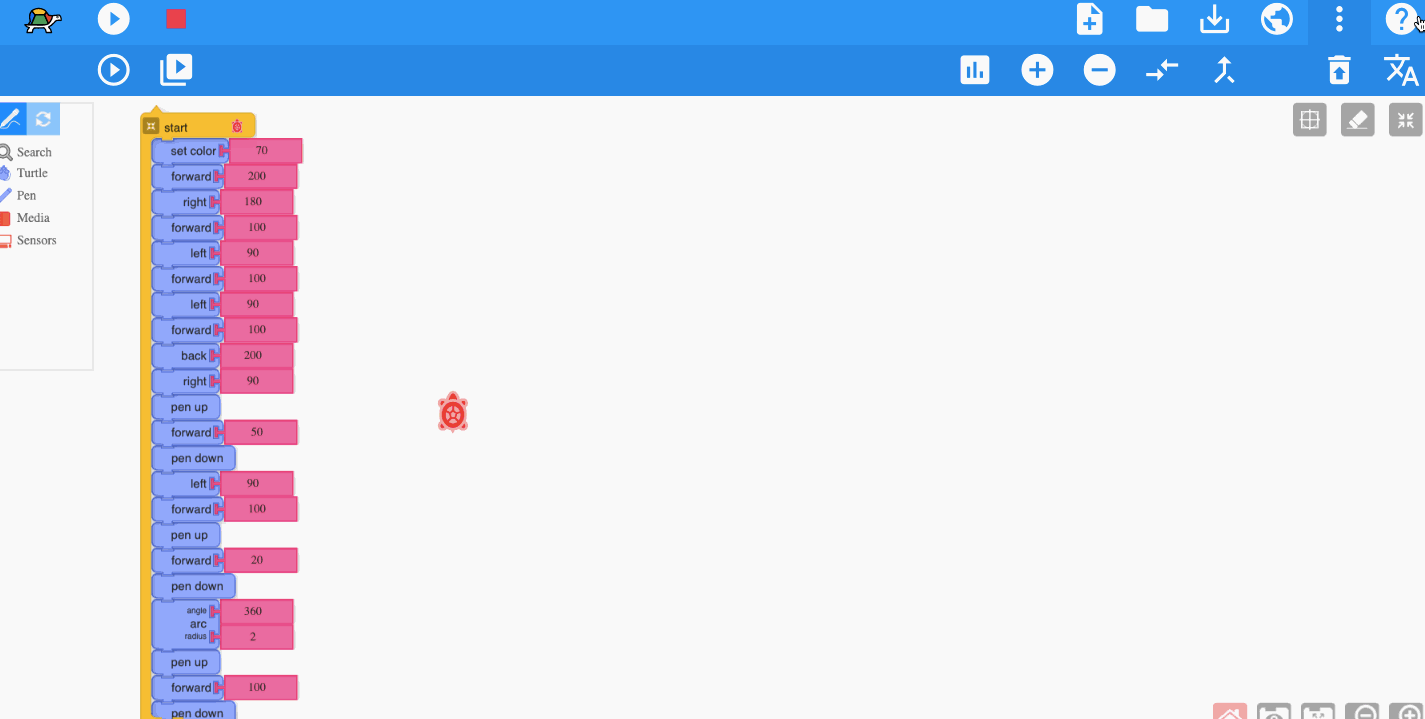 start
set color 70
forward 200
right 180
Search
forward 100
Turtle
left 90
Pen
forward 100
Media
left 90
Sensors
forward 100
back 200
right 90
pen up
forward 50
pen down
left 90
forward 100
pen up
forward 20
pen down
angle 360
arc
radius 2
pen up
forward 100
pen down